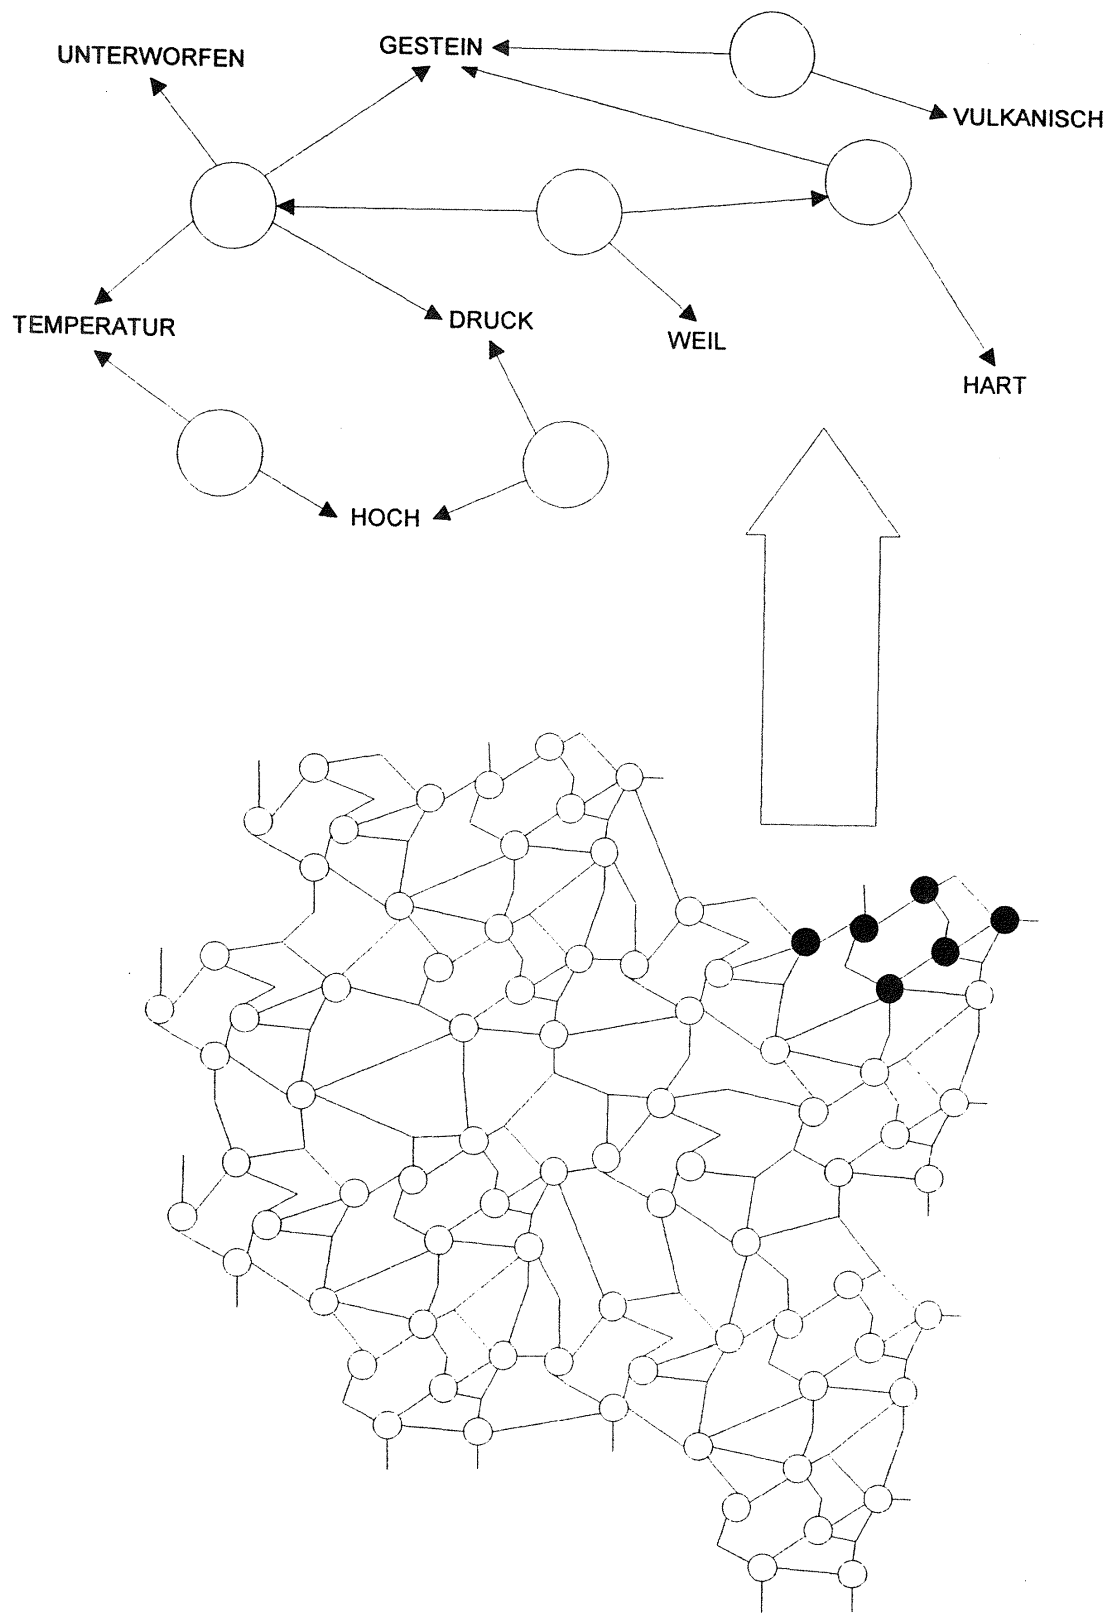 UNTERWORFEN
GESTEIN
VULKANISCH
TEMPERATUR
DRUCK
WEIL
HART
HOCH